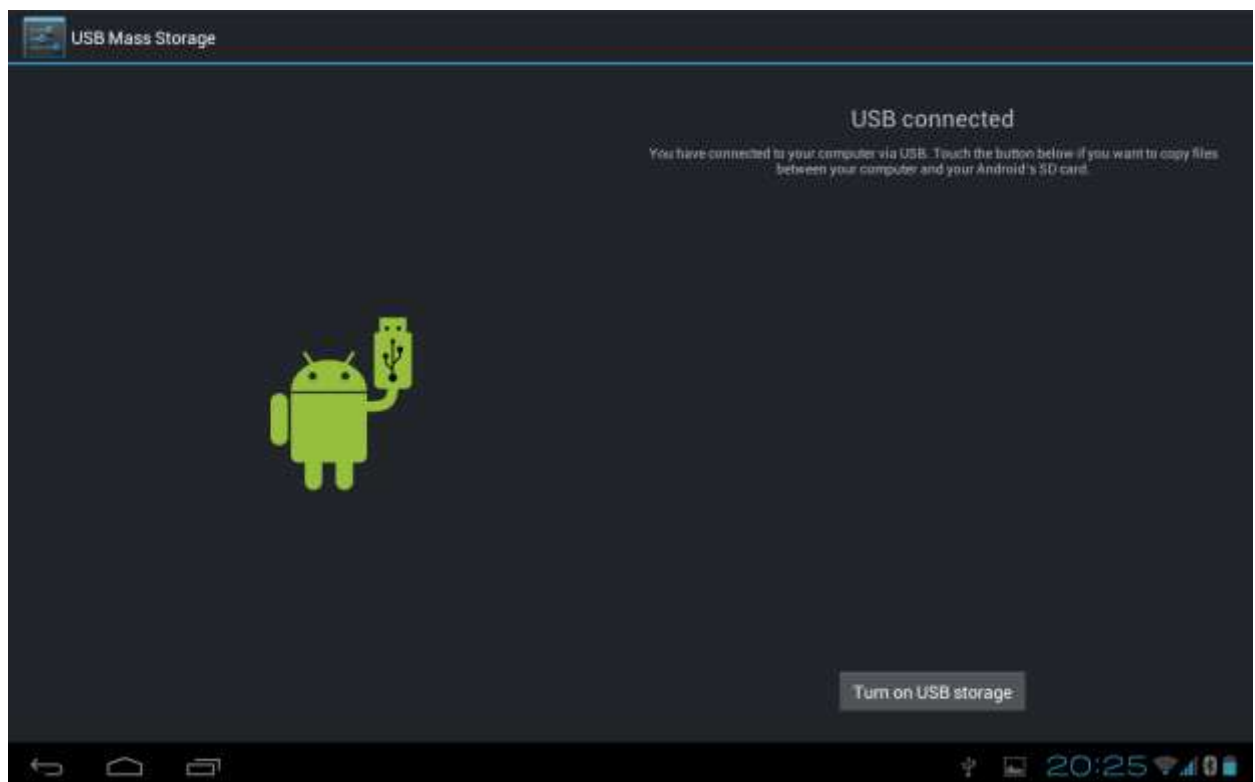 USB Mass Storage
USB connected
You have connected to your computer via USB. Touch the button below if you want to copy files
between your computer and your Android's SD card.
Turn on USB storage
20:25